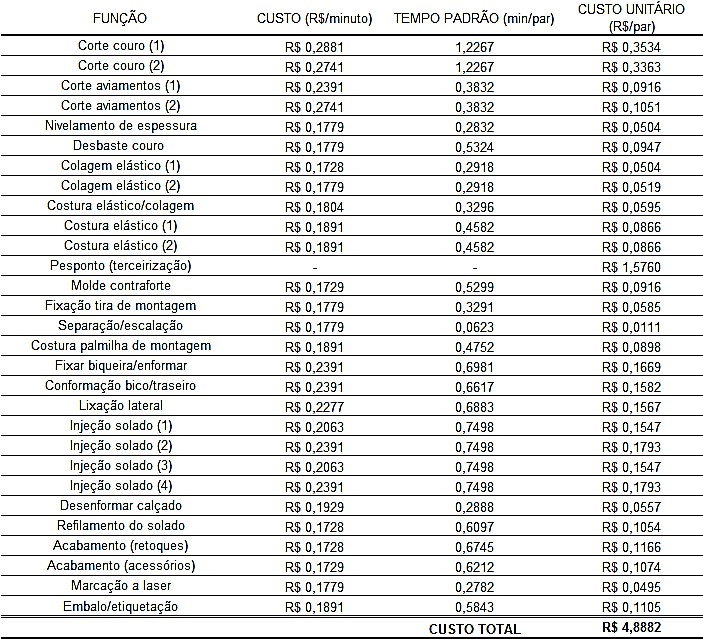 FUNÇÃO CUSTO (R$/minuto) TEMPO PADRÃO (min/par) CUSTO UNITÁRIO (R$/par)
Corte couro (1) R$ 0,2881 1,2267 R$ 0,3534
Corte couro (2) R$ 0,2741 1,2267 R$ 0,3363
Corte aviamentos (1) R$ 0,2391 0,3832 R$ 0,0916
Corte aviamentos (2) R$ 0,2741 0,3832 R$ 0,1051
Nivelamento de espessura R$ 0,1779 0,2832 R$ 0,0504
Desbaste couro R$ 0,1779 0,5324 R$ 0,0947
Colagem elástico (1) R$ 0,1728 0,2918 R$ 0,0504
Colagem elástico (2) R$ 0,1779 0,2918 R$ 0,0519
Costura elástico/colagem R$ 0,1804 0,3296 R$ 0,0595
Costura elástico (1) R$ 0,1891 0,4582 R$ 0,0866
Costura elástico (2) R$ 0,1891 0,4582 R$ 0,0866
Pesponto (terceirização) - - R$ 1,5760
Molde contraforte R$ 0,1729 0,5299 R$ 0,0916
Fixação tira de montagem R$ 0,1779 0,3291 R$ 0,0585
Separação/escalação R$ 0,1779 0,0623 R$ 0,0111
Costura palmilha de montagem R$ 0,1891 0,4752 R$ 0,0898
Fixar biqueira/enformar R$ 0,2391 0,6981 R$ 0,1669
Conformação bico/traseiro R$ 0,2391 0,6617 R$ 0,1582
Lixação lateral R$ 0,2277 0,6883 R$ 0,1567
Injeção solado (1) R$ 0,2063 0,7498 R$ 0,1547
Injeção solado (2) R$ 0,2391 0,7498 R$ 0,1793
Injeção solado (3) R$ 0,2063 0,7498 R$ 0,1547
Injeção solado (4) R$ 0,2391 0,7498 R$ 0,1793
Desenformar calçado R$ 0,1929 0,2888 R$ 0,0557
Refilamento do solado R$ 0,1728 0,6097 R$ 0,1054
Acabamento (retoques) R$ 0,1728 0,6745 R$ 0,1166
Acabamento (acessórios) R$ 0,1729 0,6212 R$ 0,1074
Marcação a laser R$ 0,1779 0,2782 R$ 0,0495
Embalo/etiquetação R$ 0,1891 0,5843 R$ 0,1105
CUSTO TOTAL R$ 4,8882